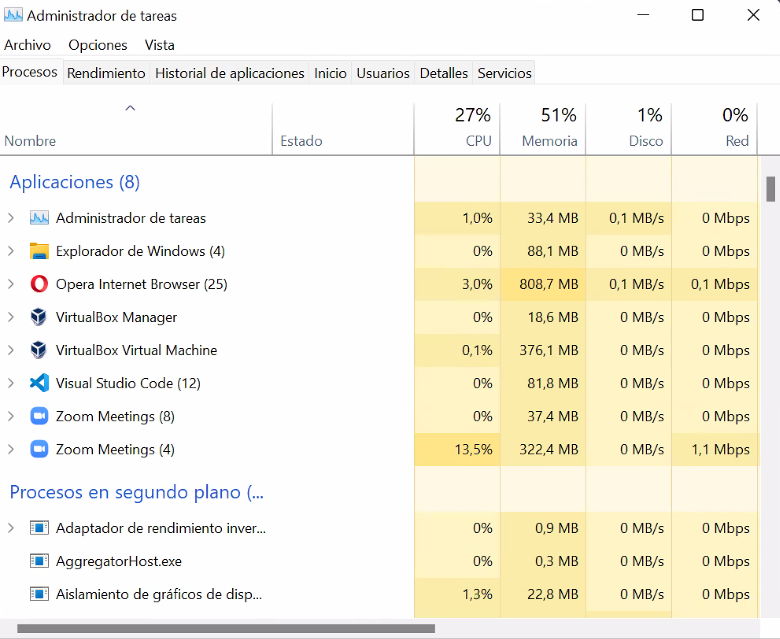 Administrador de tareas
Archivo Opciones Vista
Procesos Rendimiento Historial de aplicaciones Inicio Usuarios Detalles Servicios
27% 51% 1% 0%
Nombre Estado CPU Memoria Disco Red
Aplicaciones (8)
Administrador de tareas 1,0% 33,4 MB 0,1 MB/s 0 Mbps
Explorador de Windows (4) 0% 88,1 MB 0 MB/s 0 Mbps
Opera Internet Browser (25) 3,0% 808,7 MB 0,1 MB/s 0,1 Mbps
VirtualBox Manager 0% 18,6 MB 0 MB/s 0 Mbps
VirtualBox Virtual Machine 0,1% 376,1 MB 0 MB/s 0 Mbps
Visual Studio Code (12) 0% 81,8 MB 0 MB/s 0 Mbps
Zoom Meetings (8) 0% 37,4 MB 0 MB/s 0 Mbps
Zoom Meetings (4) 13,5% 322,4 MB 0 MB/s 1,1 Mbps
Procesos en segundo plano (...
Adaptador de rendimiento inver... 0% 0,9 MB 0 MB/s 0 Mbps
AggregatorHost.exe 0% 0,3 MB 0 MB/s 0 Mbps
Aislamiento de gráficos de disp... 1,3% 22,8 MB 0 MB/s 0 Mbps